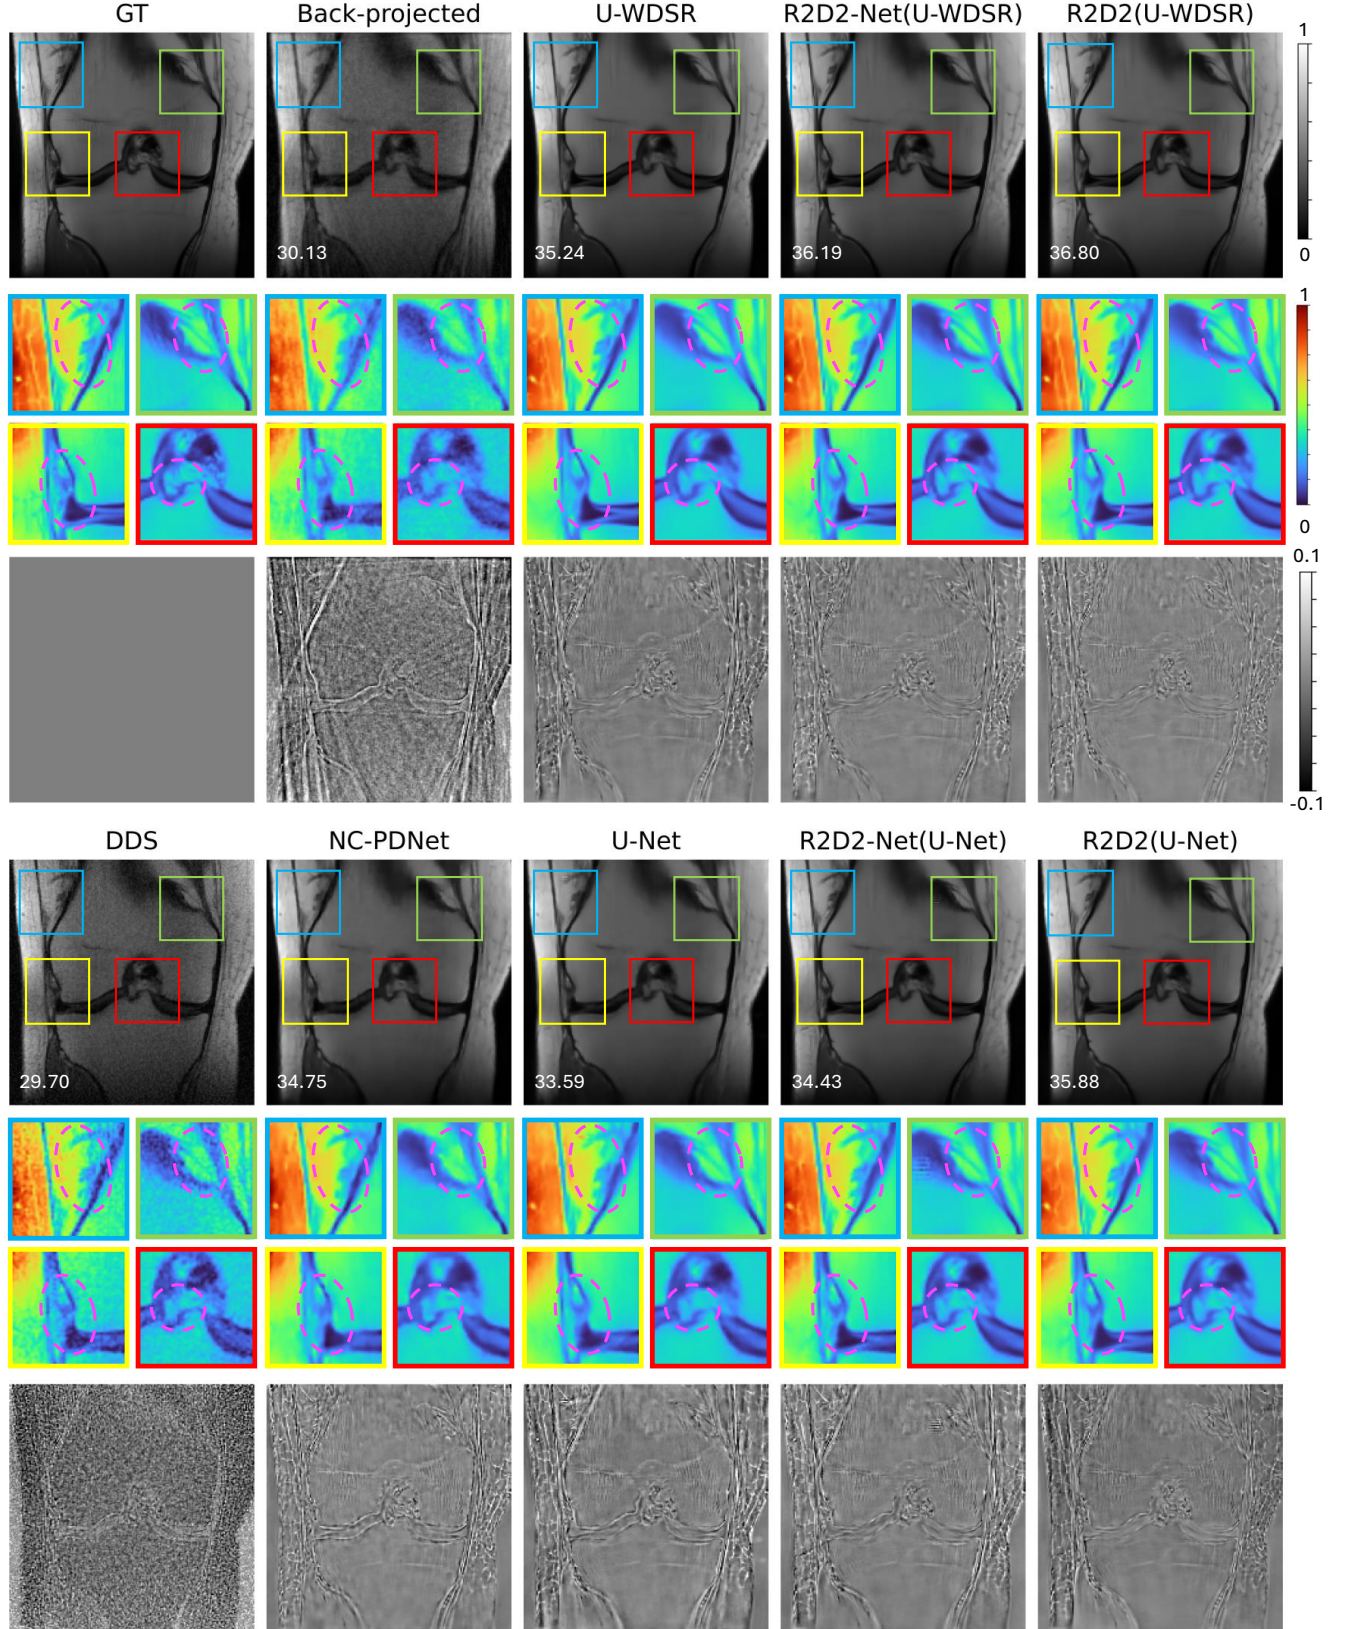 GT Back-projected U-WDSR R2D2-Net(U-WDSR) R2D2(U-WDSR)
1
30.13 35.24 36.19 36.80
0
1
0
0.1
-0.1
DDS NC-PDNet U-Net R2D2-Net(U-Net) R2D2(U-Net)
29.70 34.75 33.59 34.43 35.88